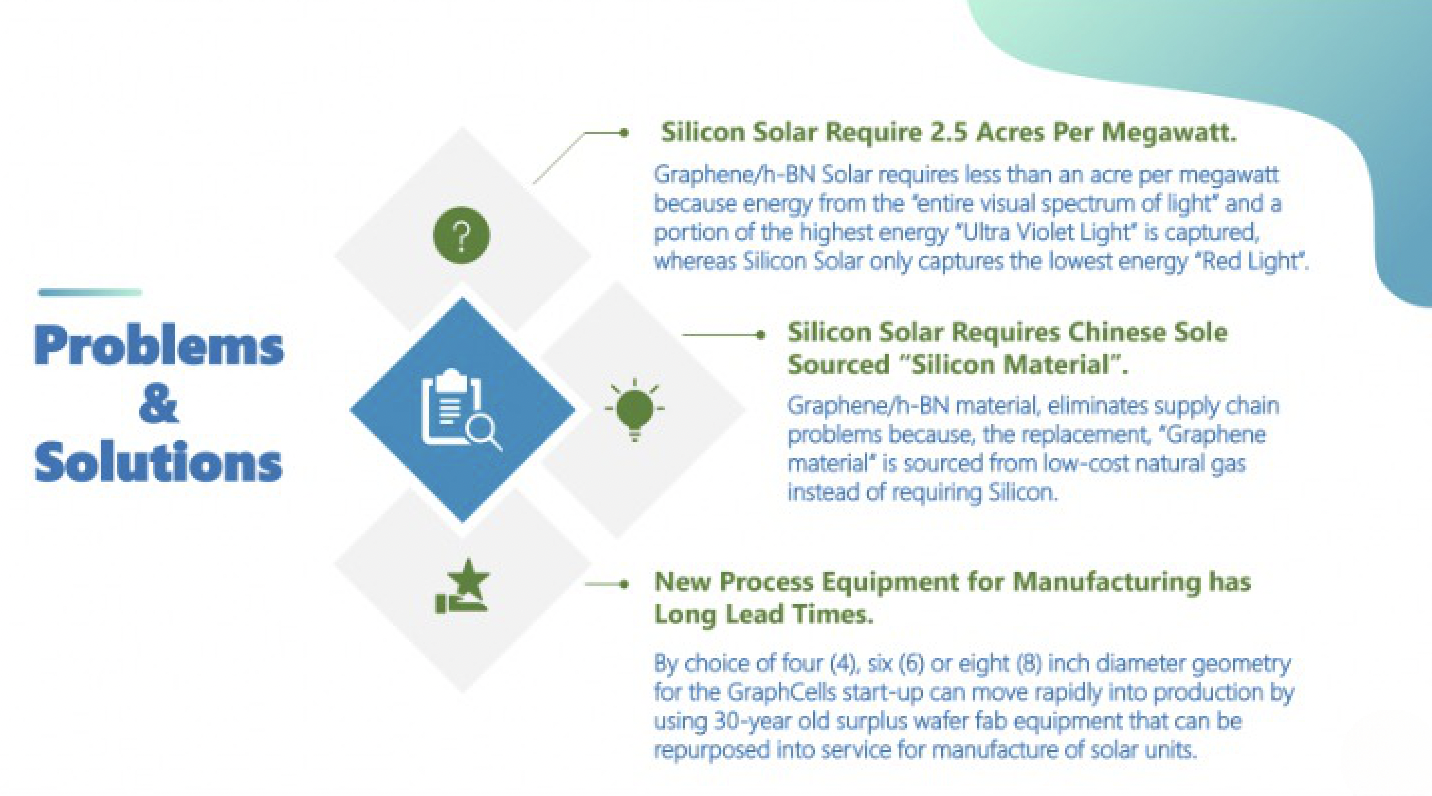 Problems
&
Solutions
?
Silicon Solar Require 2.5 Acres Per Megawatt.
Graphene/h-BN Solar requires less than an acre per megawatt
because energy from the "entire visual spectrum of light" and a
portion of the highest energy "Ultra Violet Light" is captured,
whereas Silicon Solar only captures the lowest energy "Red Light".
Silicon Solar Requires Chinese Sole
Sourced "Silicon Material".
Graphene/h-BN material, eliminates supply chain
problems because, the replacement, "Graphene
material" is sourced from low-cost natural gas
instead of requiring Silicon.
New Process Equipment for Manufacturing has
Long Lead Times.
By choice of four (4), six (6) or eight (8) inch diameter geometry
for the GraphCells start-up can move rapidly into production by
using 30-year old surplus wafer fab equipment that can be
repurposed into service for manufacture of solar units.